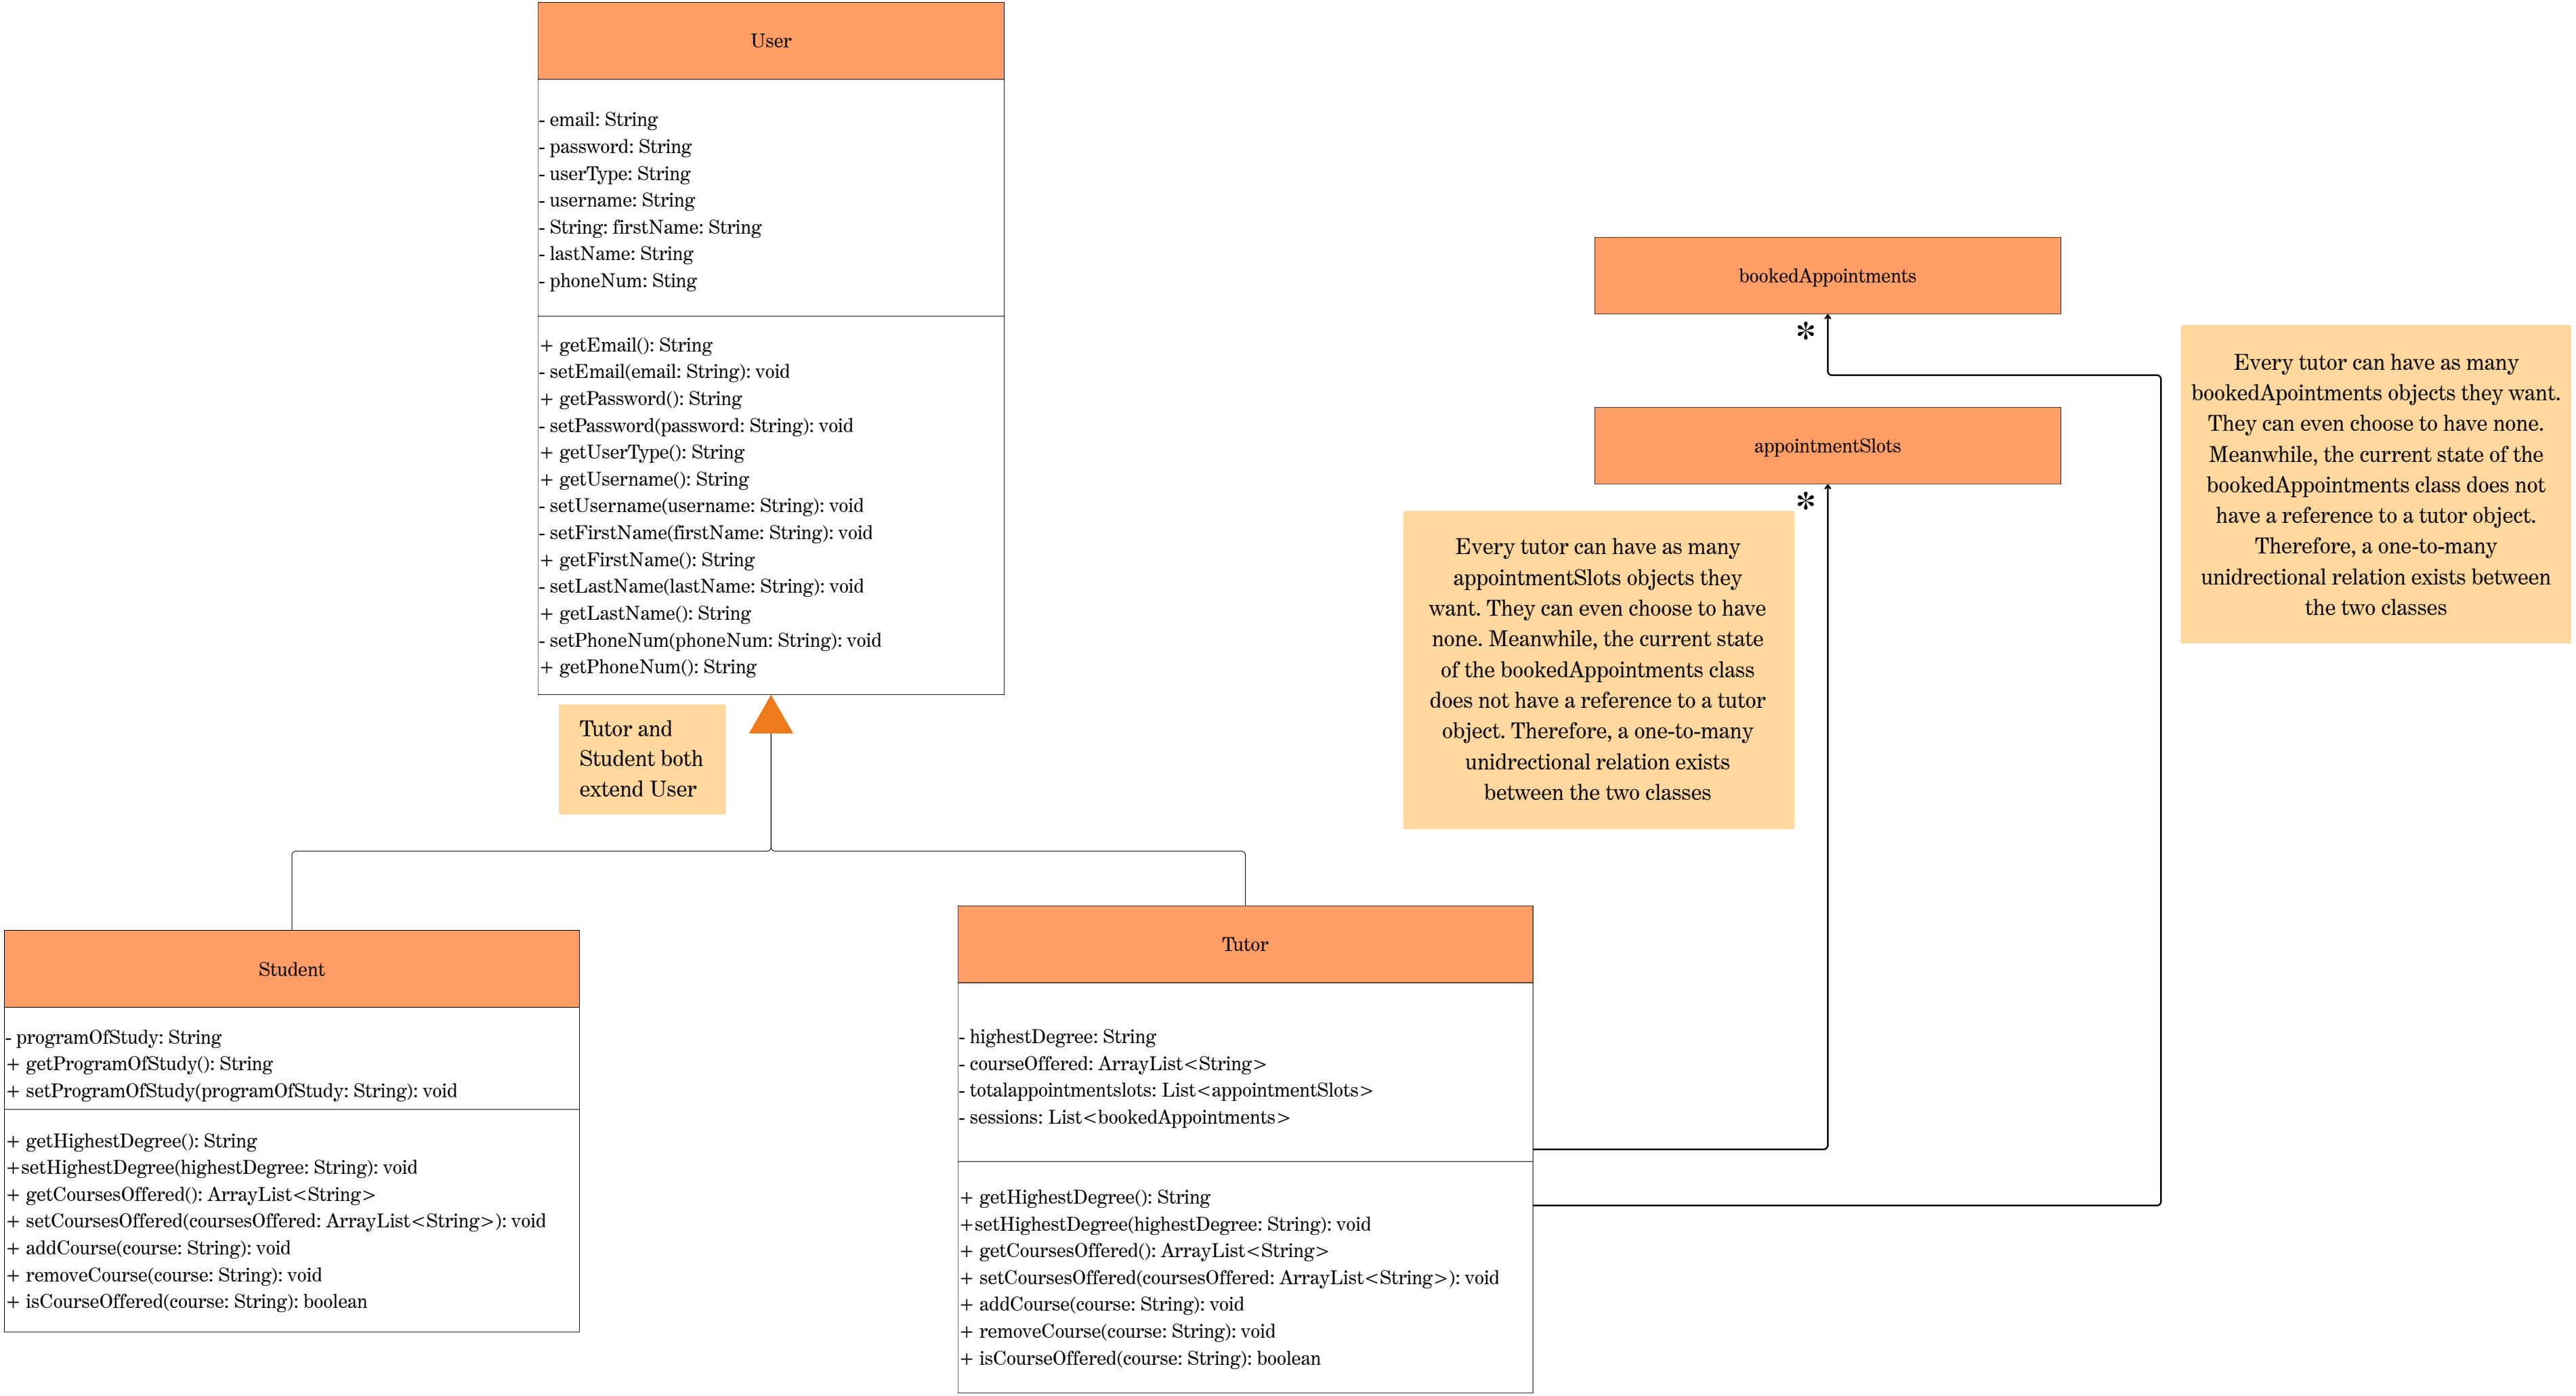 User
- email: String
- password: String
- userType: String
- username: String
- String: firstName: String
- lastName: String
- phoneNum: Sting
+ getEmail(): String
- setEmail(email: String): void
+ getPassword(): String
- setPassword(password: String): void
+ getUserType(): String
+ getUsername(): String
- setUsername(username: String): void
- setFirstName(firstName: String): void
+ getFirstName(): String
- setLastName(lastName: String): void
+ getLastName(): String
- setPhoneNum(phoneNum: String): void
+ getPhoneNum(): String
Tutor and
Student both
extend User
bookedAppointments
*
appointmentSlots
*
Every tutor can have as many
appointmentSlots objects they
want. They can even choose to have
none. Meanwhile, the current state
of the bookedAppointments class
does not have a reference to a tutor
object. Therefore, a one-to-many
unidrectional relation exists
between the two classes
Every tutor can have as many
bookedApointments objects they want.
They can even choose to have none.
Meanwhile, the current state of the
bookedAppointments class does not
have a reference to a tutor object.
Therefore, a one-to-many
unidrectional relation exists between
the two classes
Student
- programOfStudy: String
+ getProgramOfStudy(): String
+ setProgramOfStudy(programOfStudy: String): void
+ getHighestDegree(): String
+setHighestDegree(highestDegree: String): void
+ getCoursesOffered(): ArrayList<String>
+ setCoursesOffered(coursesOffered: ArrayList<String>): void
+ addCourse(course: String): void
+ removeCourse(course: String): void
+ isCourseOffered(course: String): boolean
Tutor
- highestDegree: String
- courseOffered: ArrayList<String>
- totalappointmentslots: List<appointmentSlots>
- sessions: List<bookedAppointments>
+ getHighestDegree(): String
+setHighestDegree(highestDegree: String): void
+ getCoursesOffered(): ArrayList<String>
+ setCoursesOffered(coursesOffered: ArrayList<String>): void
+ addCourse(course: String): void
+ removeCourse(course: String): void
+ isCourseOffered(course: String): boolean